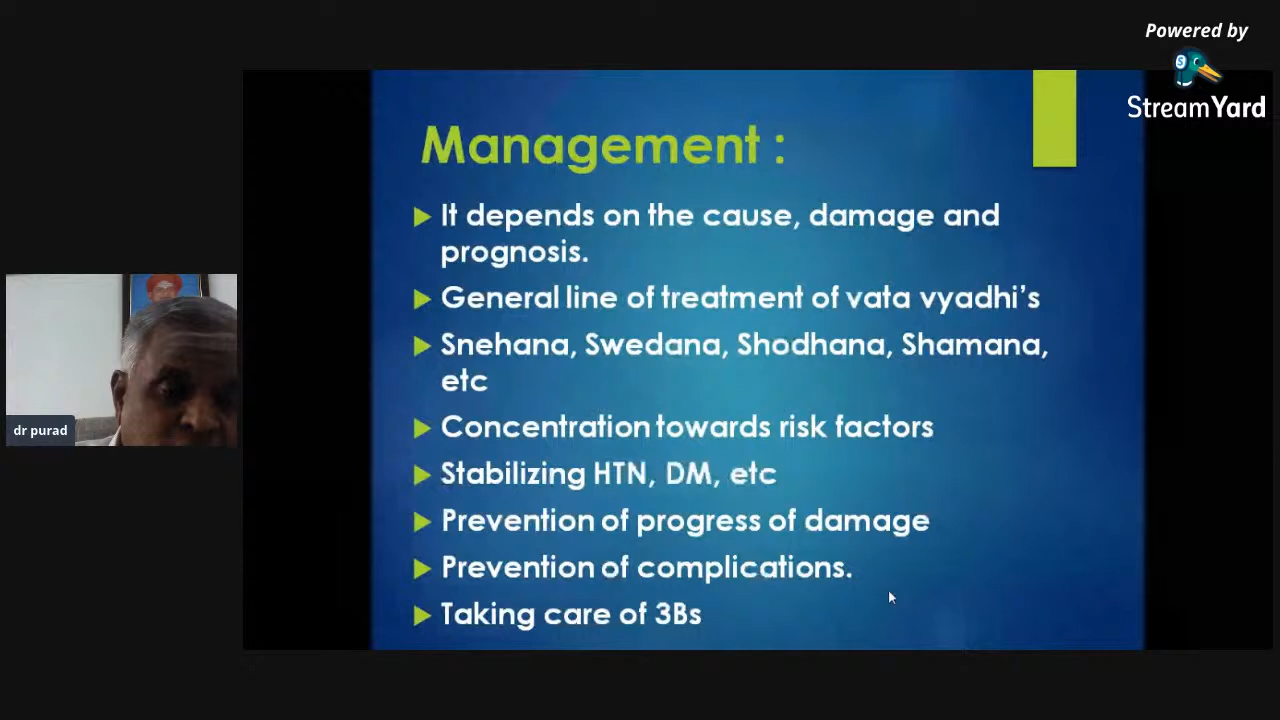 Powered by
StreamYard
Management :
It depends on the cause, damage and
prognosis.
General line of treatment of vata vyadhi's
Snehana, Swedana, Shodhana, Shamana,
etc
Concentration towards risk factors
Stabilizing HTN, DM, etc
Prevention of progress of damage
Prevention of complications.
Taking care of 3Bs
dr purad